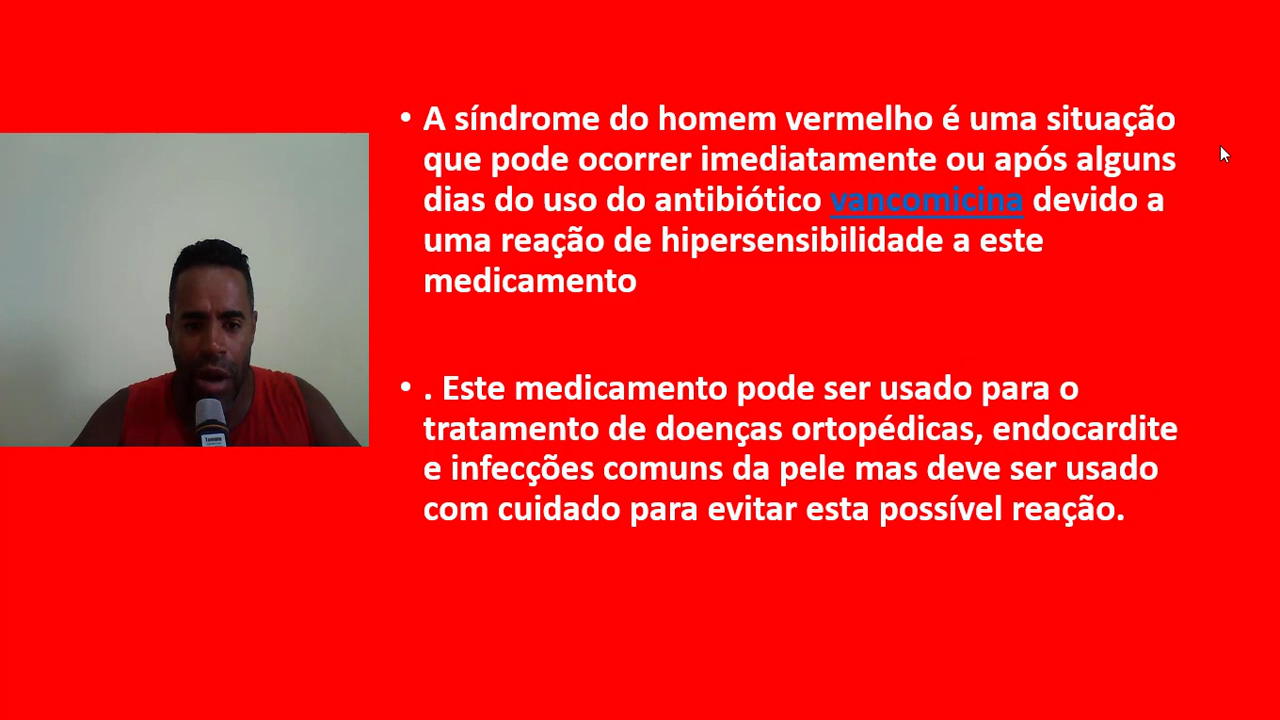 • A síndrome do homem vermelho é uma situação
que pode ocorrer imediatamente ou após alguns
dias do uso do antibiótico vancomicina devido a
uma reação de hipersensibilidade a este
medicamento
• . Este medicamento pode ser usado para o
tratamento de doenças ortopédicas, endocardite
e infecções comuns da pele mas deve ser usado
com cuidado para evitar esta possível reação.